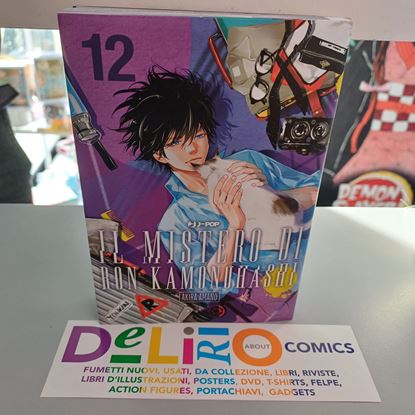 12
J-POP
IL MISTERO DI
RON KAMONOHASHI
AKIRA AMANO
DELIRIO
ABOUT
COMICS
FUMETTI NUOVI, USATI, DA COLLEZIONE, LIBRI, RIVISTE,
LIBRI D'ILLUSTRAZIONI, POSTERS, DVD, T-SHIRTS, FELPE,
ACTION FIGURES, PORTACHIAVI, GADGETS
DEMON